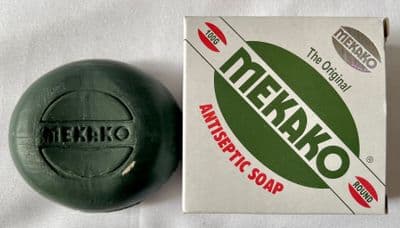 MEKAKO
100G
The Original
MEKAKO
MEKAKO
®
ANTISEPTIC SOAP
ROUND